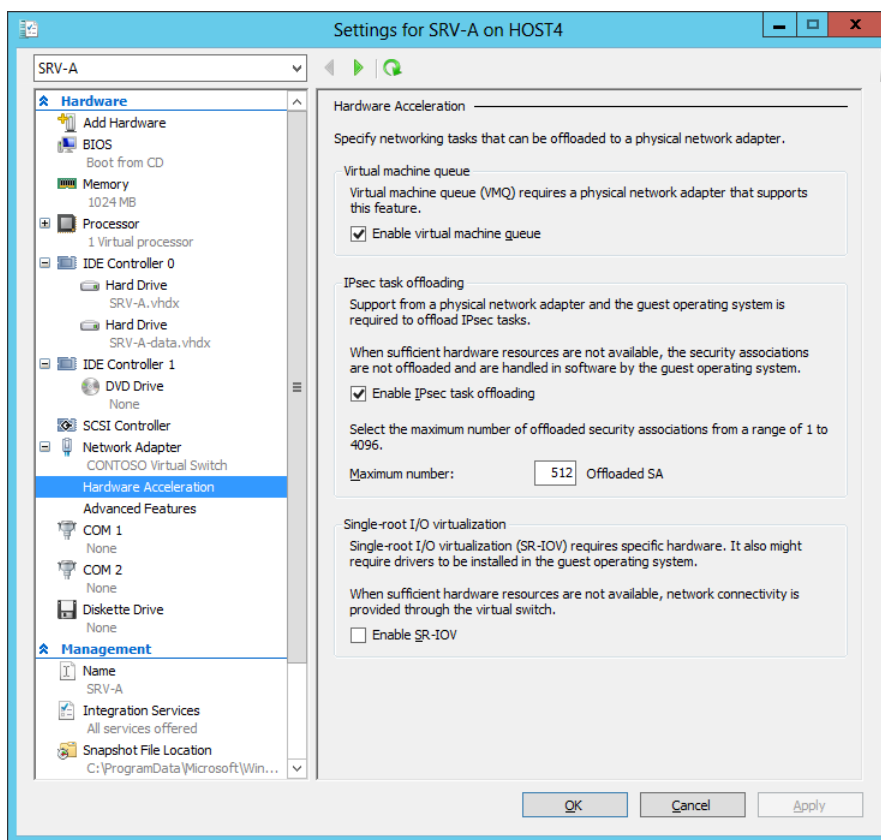 Settings for SRV-A on HOST4
SRV-A
Hardware
Add Hardware
BIOS
Boot from CD
Memory
1024 MB
Processor
1 Virtual processor
IDE Controller 0
Hard Drive
SRV-A.vhdx
Hard Drive
SRV-A-data.vhdx
IDE Controller 1
DVD Drive
None
SCSI Controller
Network Adapter
CONTOSO Virtual Switch
Hardware Acceleration
Advanced Features
COM 1
None
COM 2
None
Diskette Drive
None
Management
Name
SRV-A
Integration Services
All services offered
Snapshot File Location
C:\ProgramData\Microsoft\Win...
Hardware Acceleration
Specify networking tasks that can be offloaded to a physical network adapter.
Virtual machine queue
Virtual machine queue (VMQ) requires a physical network adapter that supports
this feature.
Enable virtual machine queue
IPsec task offloading
Support from a physical network adapter and the guest operating system is
required to offload IPsec tasks.
When sufficient hardware resources are not available, the security associations
are not offloaded and are handled in software by the guest operating system.
Enable IPsec task offloading
Select the maximum number of offloaded security associations from a range of 1 to
4096.
Maximum number: 512 Offloaded SA
Single-root I/O virtualization
Single-root I/O virtualization (SR-IOV) requires specific hardware. It also might
require drivers to be installed in the guest operating system.
When sufficient hardware resources are not available, network connectivity is
provided through the virtual switch.
Enable SR-IOV
OK Cancel Apply